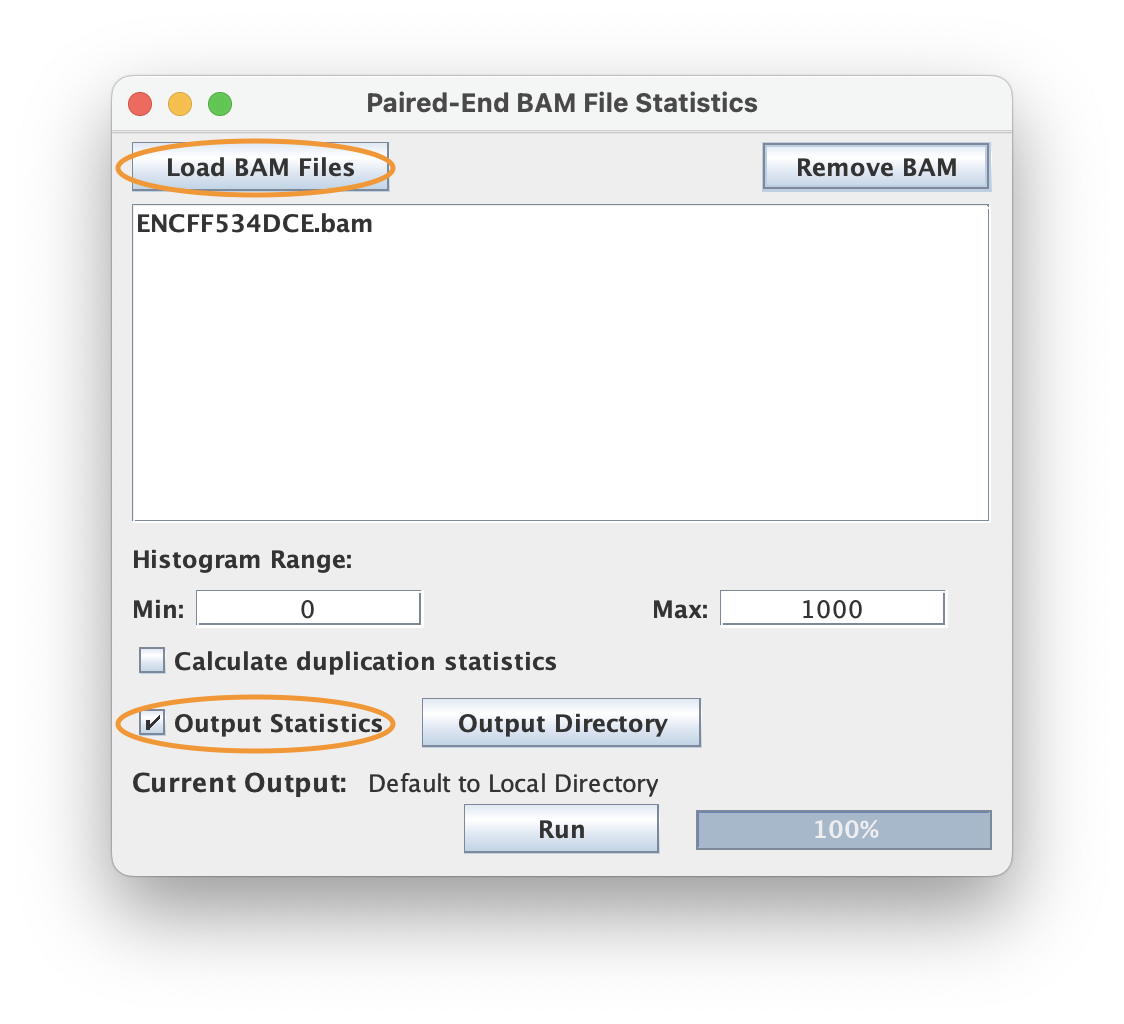 Paired-End BAM File Statistics
Load BAM Files Remove BAM
ENCFF534DCE.bam
Histogram Range:
Min: 0 Max: 1000
Calculate duplication statistics
Output Statistics Output Directory
Current Output: Default to Local Directory
Run 100%